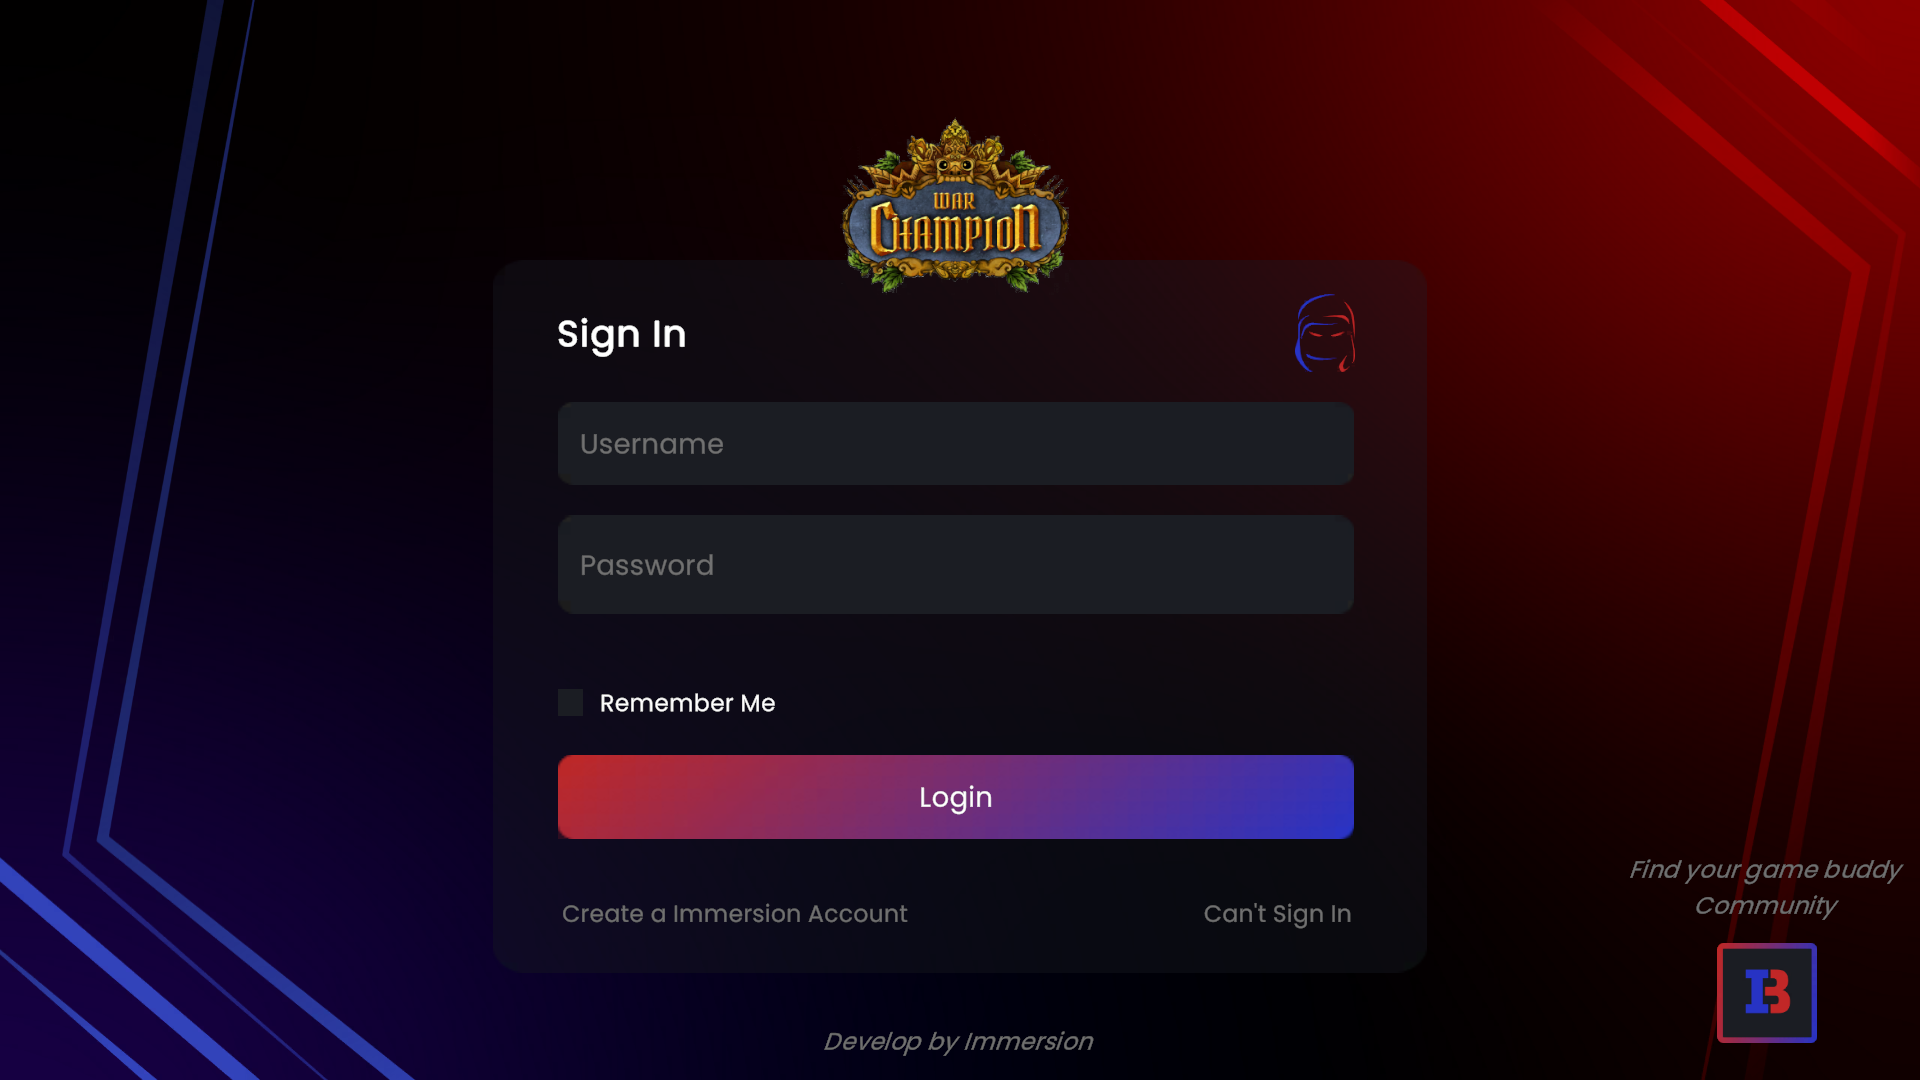 WAR
CHAMPION
Sign In
Username
Password
Remember Me
Login
Create a Immersion Account
Can't Sign In
Find your game buddy
Community
IB
Develop by Immersion